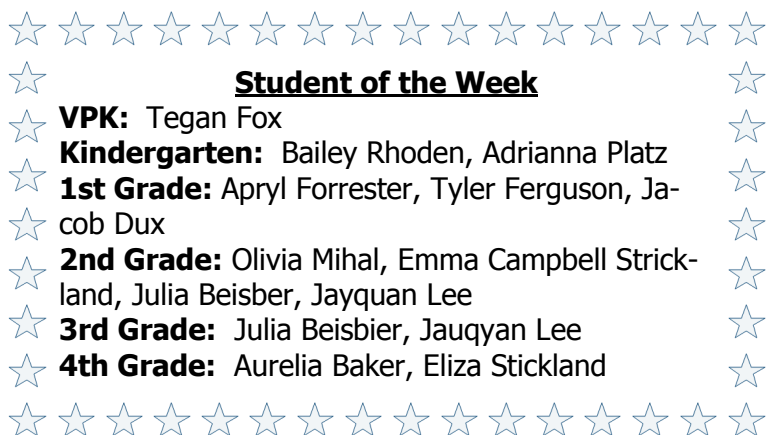 Student of the Week
VPK:  Tegan Fox
Kindergarten:  Bailey Rhoden, Adrianna Platz
1st Grade: Apryl Forrester, Tyler Ferguson, Ja-
cob Dux
2nd Grade: Olivia Mihal, Emma Campbell Strick-
land, Julia Beisber, Jayquan Lee
3rd Grade:  Julia Beisbier, Jauqyan Lee
4th Grade:  Aurelia Baker, Eliza Stickland